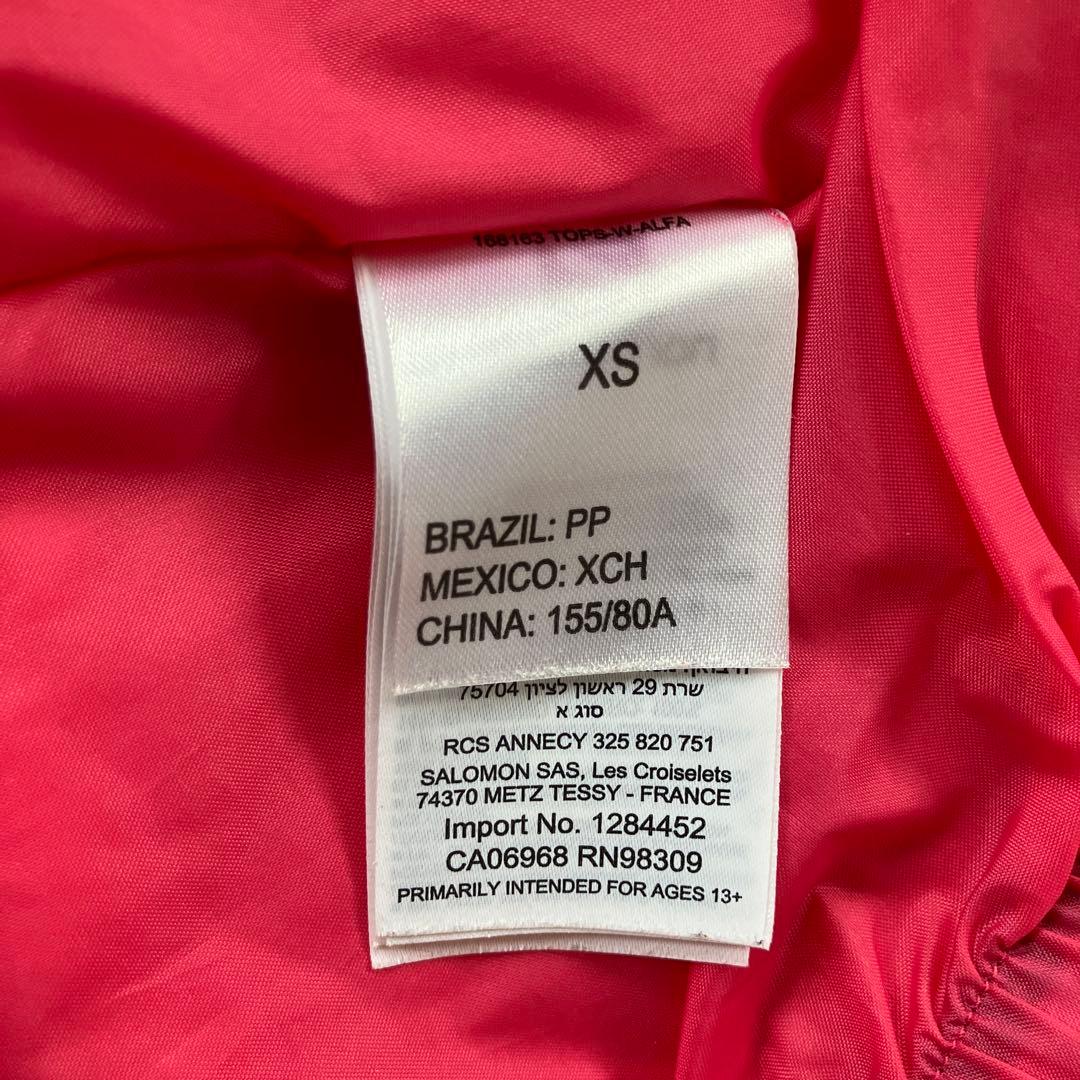 168163 TOPS-W-ALFA
XS
BRAZIL: PP
MEXICO: XCH
CHINA: 155/80A
שרת 29 ראשון לציון 75704
סוג א
RCS ANNECY 325 820 751
SALOMON SAS, Les Croiselets
74370 METZ TESSY - FRANCE
Import No. 1284452
CA06968 RN98309
PRIMARILY INTENDED FOR AGES 13+